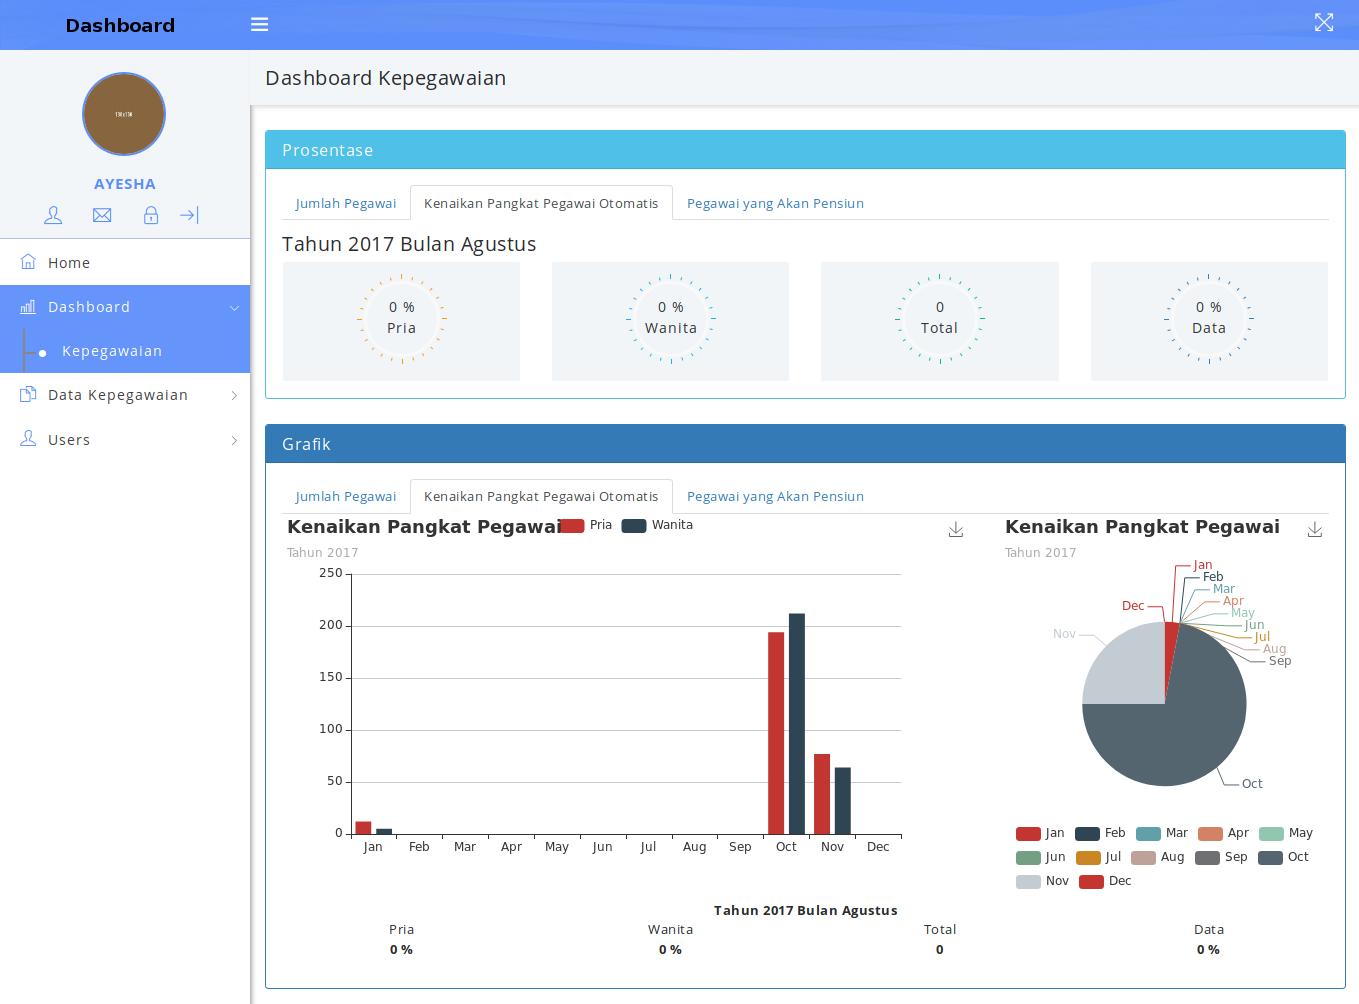 Dashboard
130 x 130
AYESHA
Home
Dashboard
Kepegawaian
Data Kepegawaian
Users
Dashboard Kepegawaian
Prosentase
Jumlah Pegawai Kenaikan Pangkat Pegawai Otomatis Pegawai yang Akan Pensiun
Tahun 2017 Bulan Agustus
0 % Pria
0 % Wanita
0 Total
0 % Data
Grafik
Jumlah Pegawai Kenaikan Pangkat Pegawai Otomatis Pegawai yang Akan Pensiun
Kenaikan Pangkat Pegawai
Pria Wanita
Tahun 2017
250
200
150
100
50
0
Jan Feb Mar Apr May Jun Jul Aug Sep Oct Nov Dec
Kenaikan Pangkat Pegawai
Tahun 2017
Jan
Feb
Mar
Apr
May
Jun
Jul
Aug
Sep
Oct
Nov
Dec
Jan Feb Mar Apr May
Jun Jul Aug Sep Oct
Nov Dec
Tahun 2017 Bulan Agustus
Pria Wanita Total Data
0 % 0 % 0 0 %